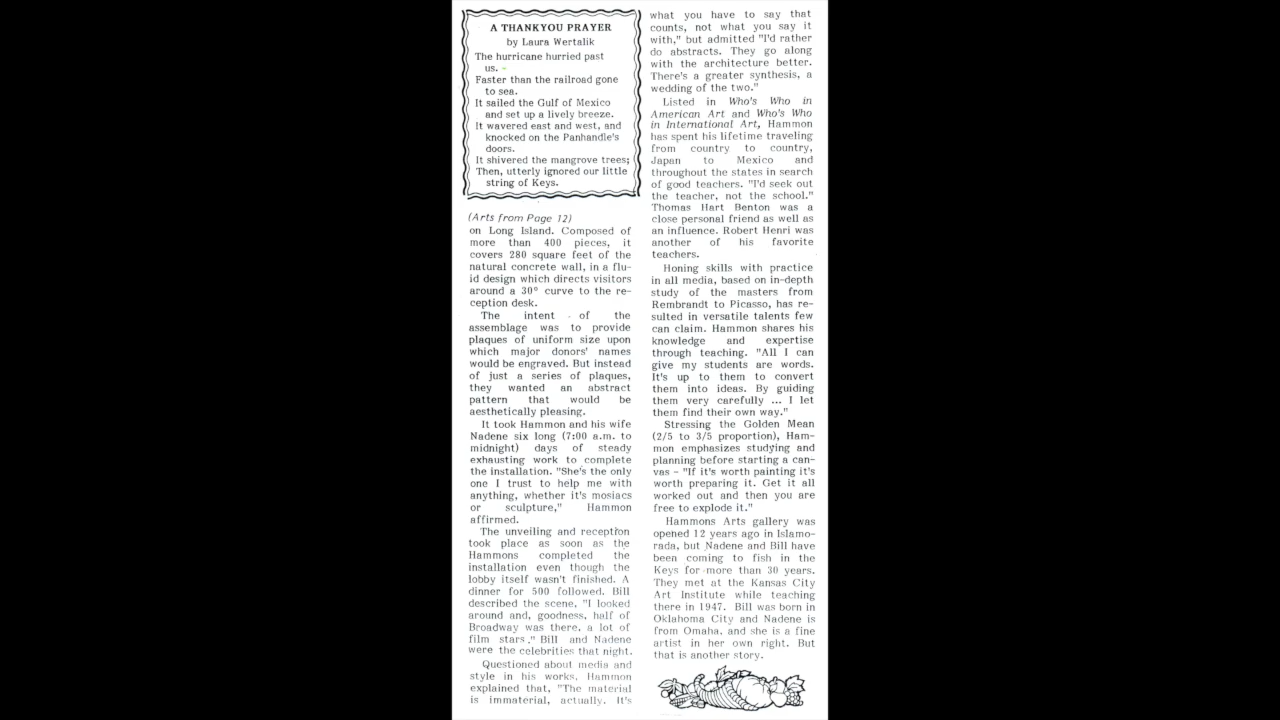 A THANKYOU PRAYER
by Laura Wertalik
The hurricane hurried past
us.
Faster than the railroad gone
to sea.
It sailed the Gulf of Mexico
and set up a lively breeze.
It wavered east and west, and
knocked on the Panhandle's
doors.
It shivered the mangrove trees;
Then, utterly ignored our little
string of Keys.
(Arts from Page 12)
on Long Island. Composed of
more than 400 pieces, it
covers 280 square feet of the
natural concrete wall, in a flu-
id design which directs visitors
around a 30° curve to the re-
ception desk.
The intent of the
assemblage was to provide
plaques of uniform size upon
which major donors' names
would be engraved. But instead
of just a series of plaques,
they wanted an abstract
pattern that would be
aesthetically pleasing.
It took Hammon and his wife
Nadene six long (7:00 a.m. to
midnight) days of steady
exhausting work to complete
the installation. "She's the only
one I trust to help me with
anything, whether it's mosiacs
or sculpture," Hammon
affirmed.
The unveiling and reception
took place as soon as the
Hammons completed the
installation even though the
lobby itself wasn't finished. A
dinner for 500 followed. Bill
described the scene, "I looked
around and, goodness, half of
Broadway was there, a lot of
film stars." Bill and Nadene
were the celebrities that night.
Questioned about media and
style in his works, Hammon
explained that, "The material
is immaterial, actually. It's
what you have to say that
counts, not what you say it
with," but admitted "I'd rather
do abstracts. They go along
with the architecture better.
There's a greater synthesis, a
wedding of the two."
Listed in Who's Who in
American Art and Who's Who
in International Art, Hammon
has spent his lifetime traveling
from country to country,
Japan to Mexico and
throughout the states in search
of good teachers. "I'd seek out
the teacher, not the school."
Thomas Hart Benton was a
close personal friend as well as
an influence. Robert Henri was
another of his favorite
teachers.
Honing skills with practice
in all media, based on in-depth
study of the masters from
Rembrandt to Picasso, has re-
sulted in versatile talents few
can claim. Hammon shares his
knowledge and expertise
through teaching. "All I can
give my students are words.
It's up to them to convert
them into ideas. By guiding
them very carefully ... I let
them find their own way."
Stressing the Golden Mean
(2/5 to 3/5 proportion), Ham-
mon emphasizes studying and
planning before starting a can-
vas - "If it's worth painting it's
worth preparing it. Get it all
worked out and then you are
free to explode it."
Hammons Arts gallery was
opened 12 years ago in Islamo-
rada, but Nadene and Bill have
been coming to fish in the
Keys for more than 30 years.
They met at the Kansas City
Art Institute while teaching
there in 1947. Bill was born in
Oklahoma City and Nadene is
from Omaha, and she is a fine
artist in her own right. But
that is another story.